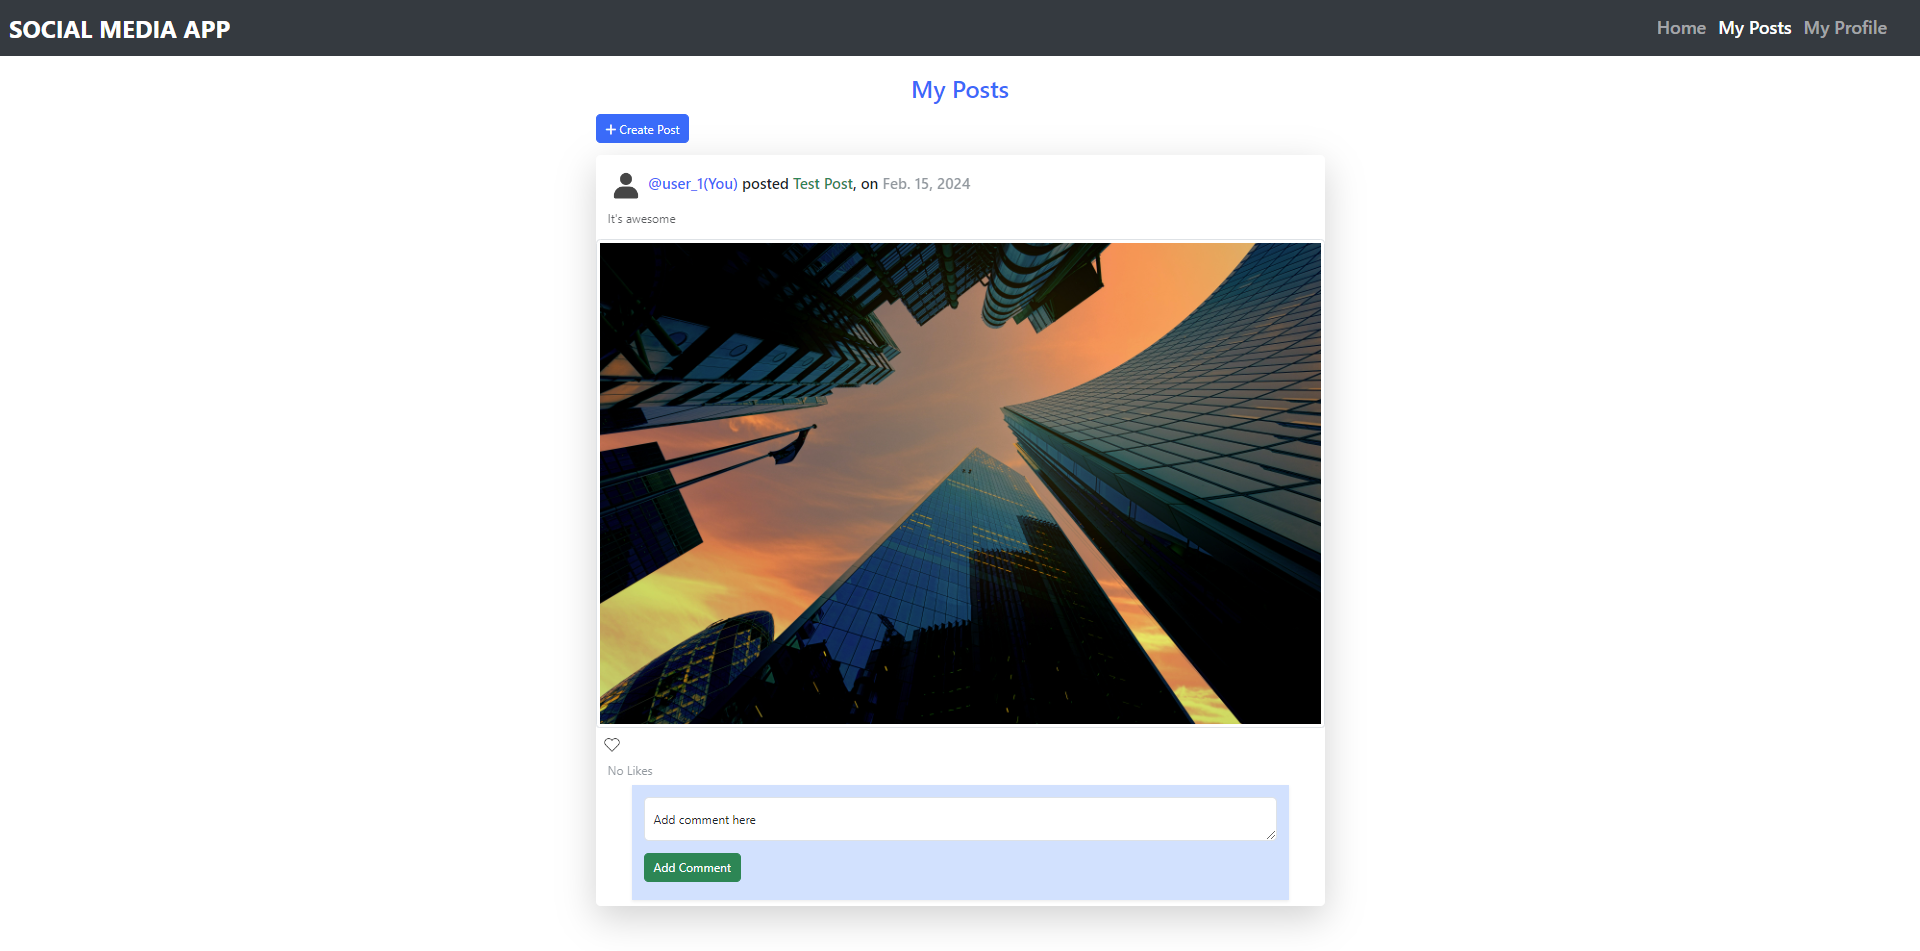 SOCIAL MEDIA APP
Home My Posts My Profile
My Posts
Create Post
@user_1(You) posted Test Post, on Feb. 15, 2024
It's awesome
No Likes
Add comment here
Add Comment